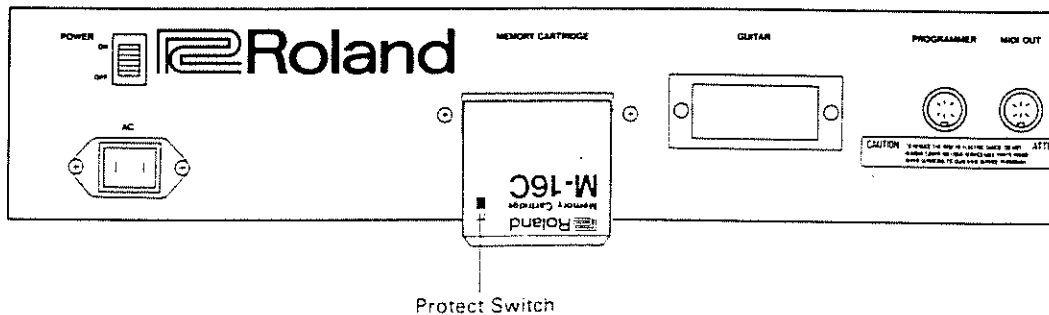 POWER
ON
OFF
Roland
MEMORY CARTRIDGE
GUITAR
PROGRAMMER
MIDI OUT
AC
CAUTION
M-16C
Memory Cartridge
Roland
Protect Switch